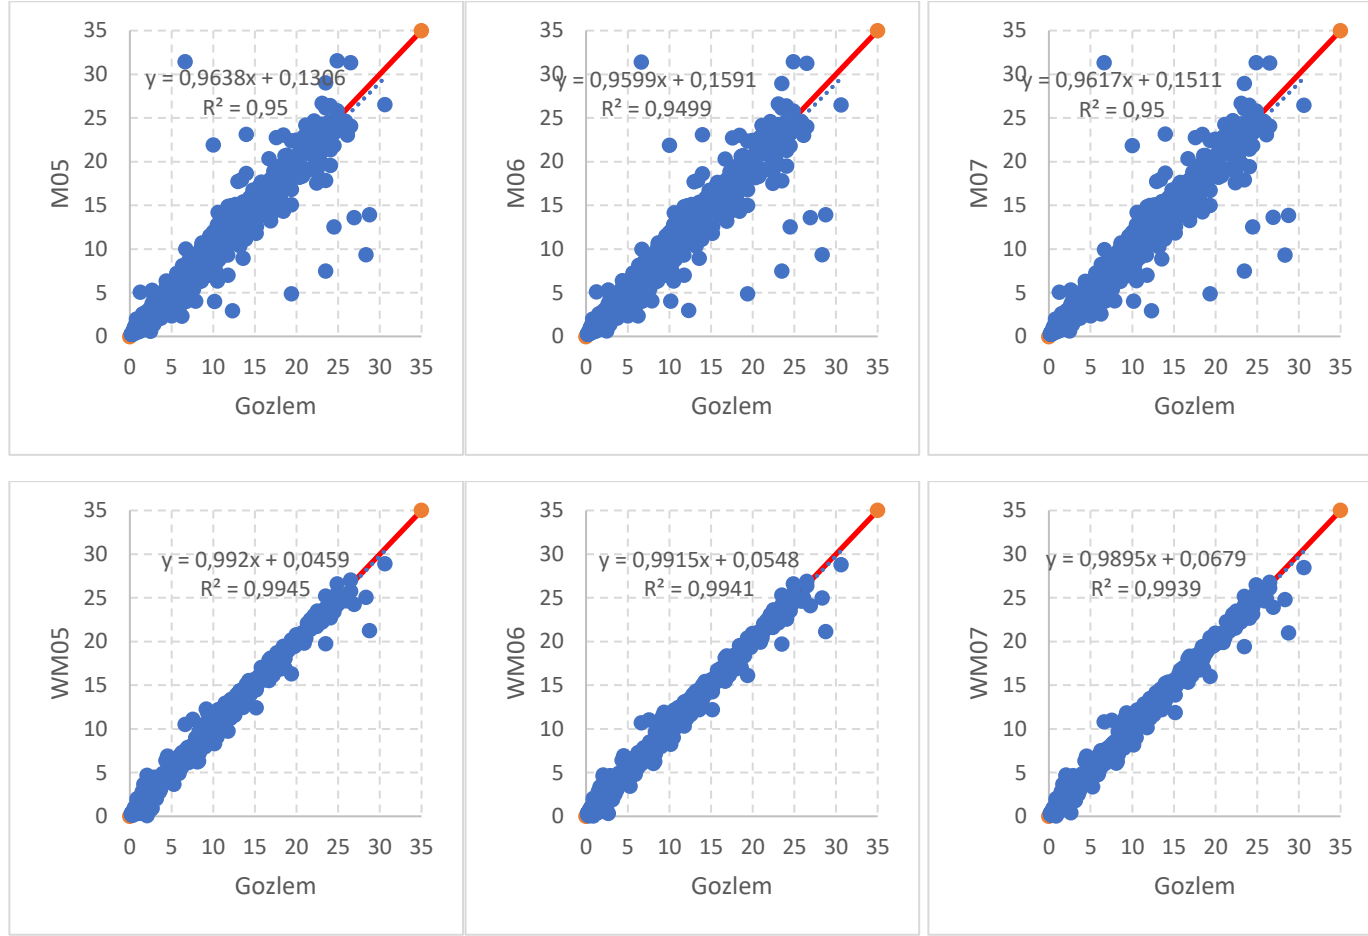 35
30
25
20
15
10
5
0
M05
y = 0,9638x + 0,1306
R² = 0,95
0 5 10 15 20 25 30 35
Gozlem
35
30
25
20
15
10
5
0
M06
y = 0,9599x + 0,1591
R² = 0,9499
0 5 10 15 20 25 30 35
Gozlem
35
30
25
20
15
10
5
0
M07
y = 0,9617x + 0,1511
R² = 0,95
0 5 10 15 20 25 30 35
Gozlem
35
30
25
20
15
10
5
0
WM05
y = 0,992x + 0,0459
R² = 0,9945
0 5 10 15 20 25 30 35
Gozlem
35
30
25
20
15
10
5
0
WM06
y = 0,9915x + 0,0548
R² = 0,9941
0 5 10 15 20 25 30 35
Gozlem
35
30
25
20
15
10
5
0
WM07
y = 0,9895x + 0,0679
R² = 0,9939
0 5 10 15 20 25 30 35
Gozlem